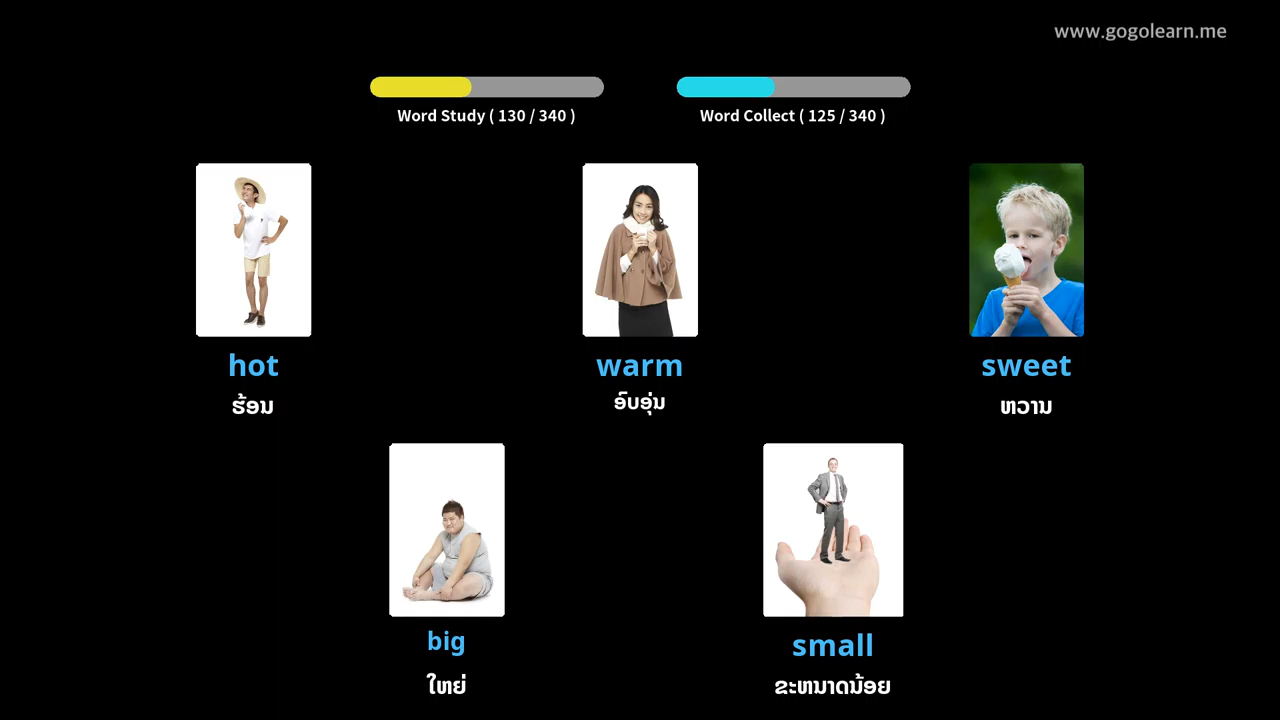 www.gogolearn.me
Word Study ( 130 / 340 )
Word Collect ( 125 / 340 )
hot
warm
sweet
ຮ້ອນ
ອົບອຸ່ນ
ຫວານ
big
small
ໃຫຍ່
ຂະຫນາດນ້ອຍ